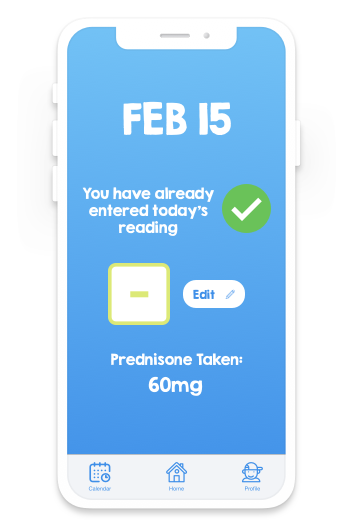 FEB 15
You have already
entered today's
reading
-
Edit
Prednisone Taken:
60mg
Calendar
Home
Profile